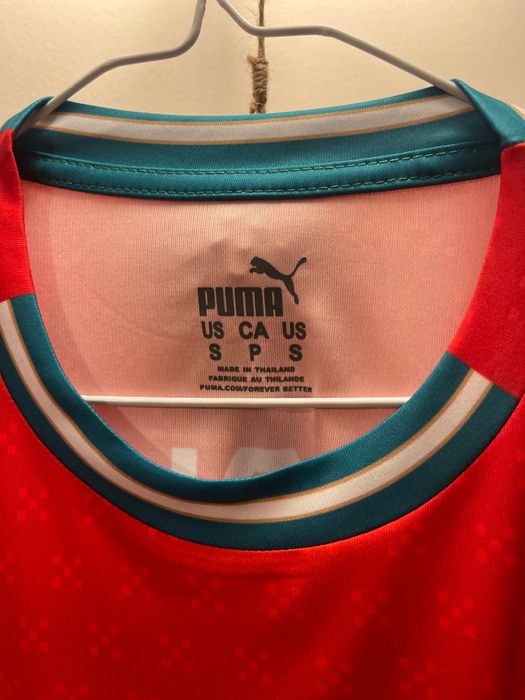 PUMA
US CA US
S P S
MADE IN THAILAND
FABRIQUE AU THILANDE
PUMA.COM/FOREVER BETTER